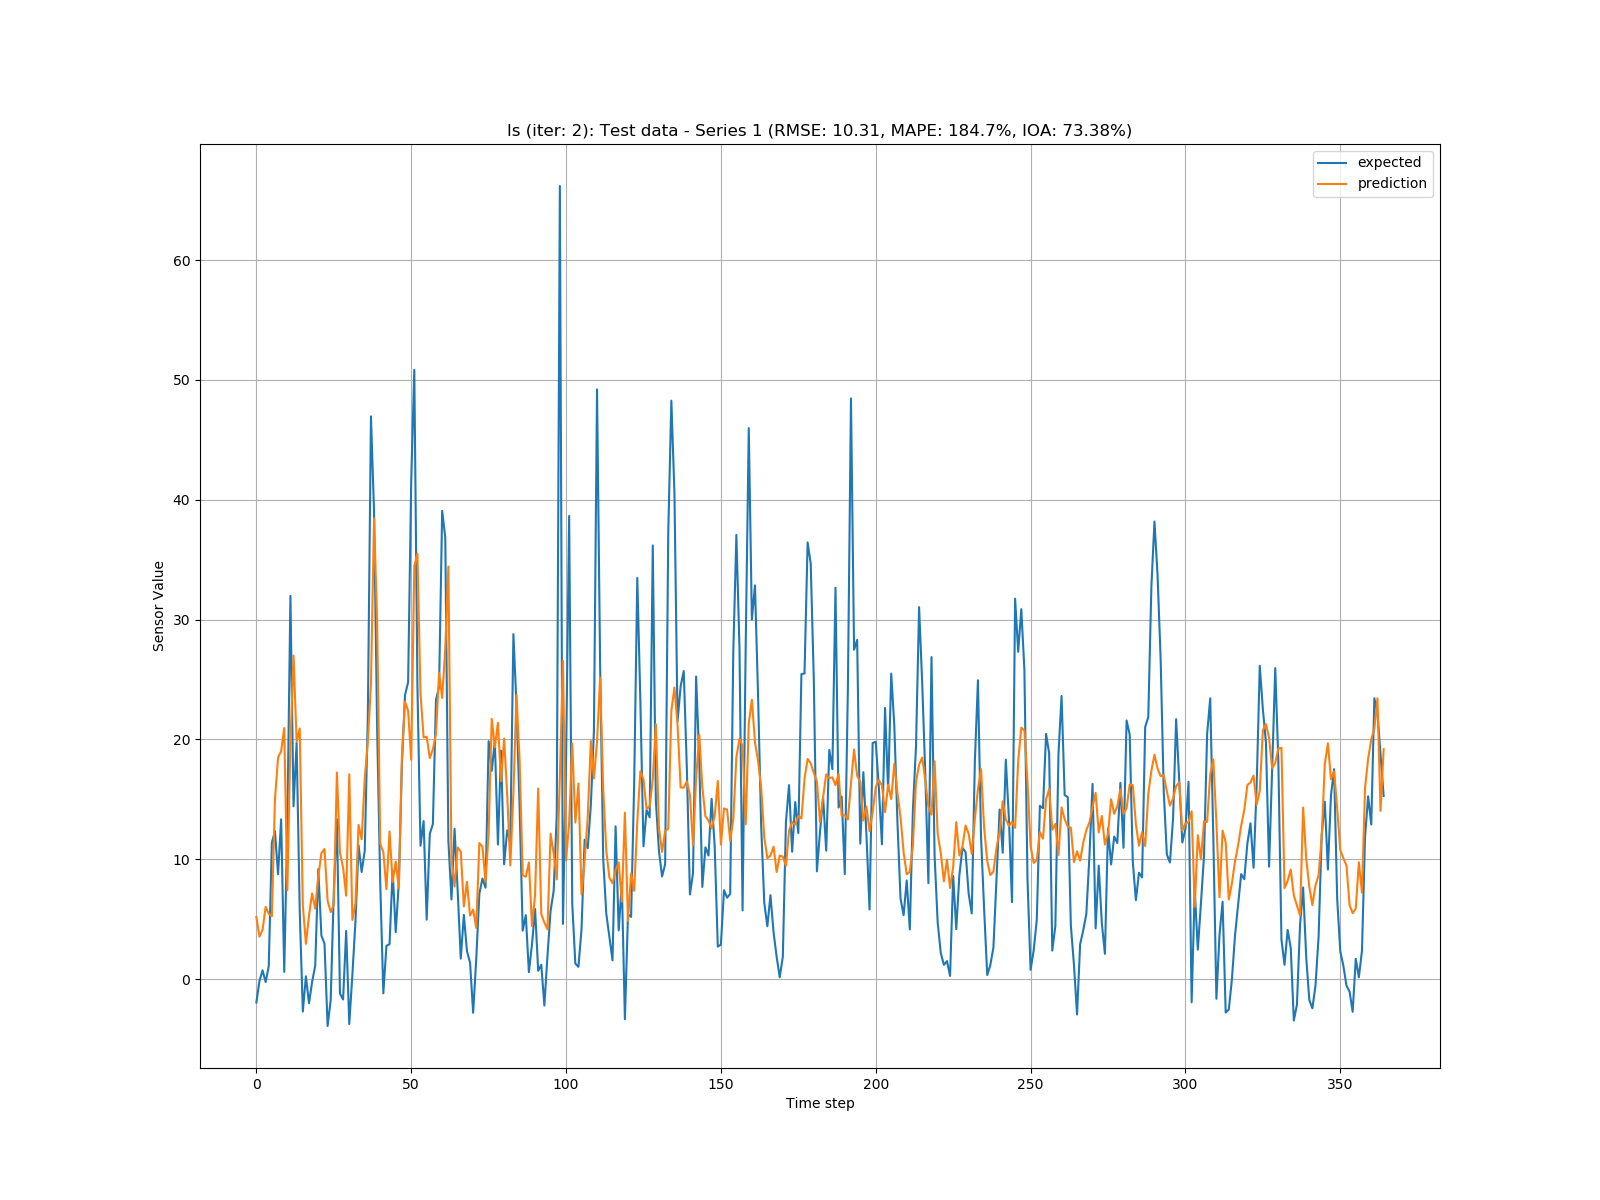 ls (iter: 2): Test data - Series 1 (RMSE: 10.31, MAPE: 184.7%, IOA: 73.38%)
expected
prediction
60
50
40
30
20
10
0
Sensor Value
0 50 100 150 200 250 300 350
Time step